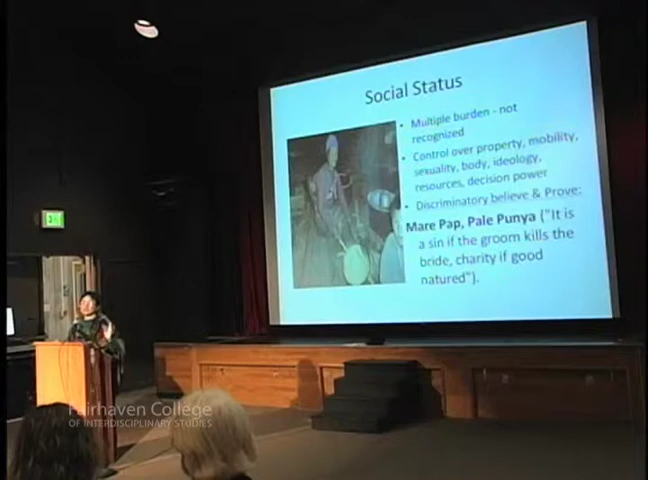 Social Status
• Multiple burden - not
recognized
• Control over property, mobility,
sexuality, body, ideology,
resources, decision power
• Discriminatory believe & Prove:
Mare Pap, Pale Punya ("It is
a sin if the groom kills the
bride, charity if good
natured").
Fairhaven College
OF INTERDISCIPLINARY STUDIES